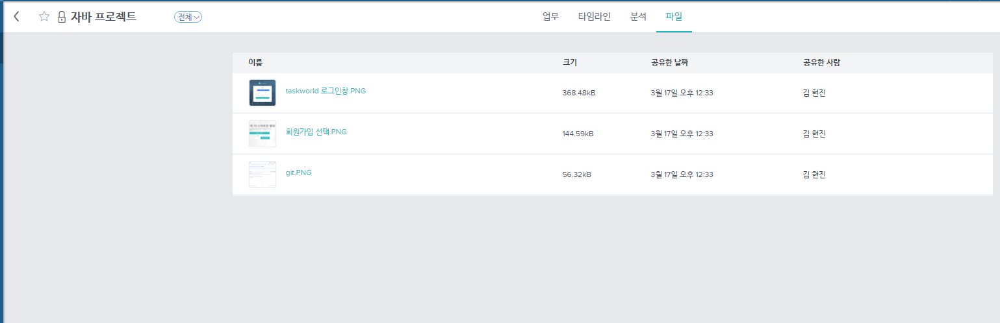 자바 프로젝트 전체 업무 타임라인 분석 파일
이름 크기 공유한 날짜 공유한 사람
taskworld 로그인창.PNG 368.48kB 3월 17일 오후 12:33 김 현진
회원가입 선택.PNG 144.59kB 3월 17일 오후 12:33 김 현진
git.PNG 56.32kB 3월 17일 오후 12:33 김 현진